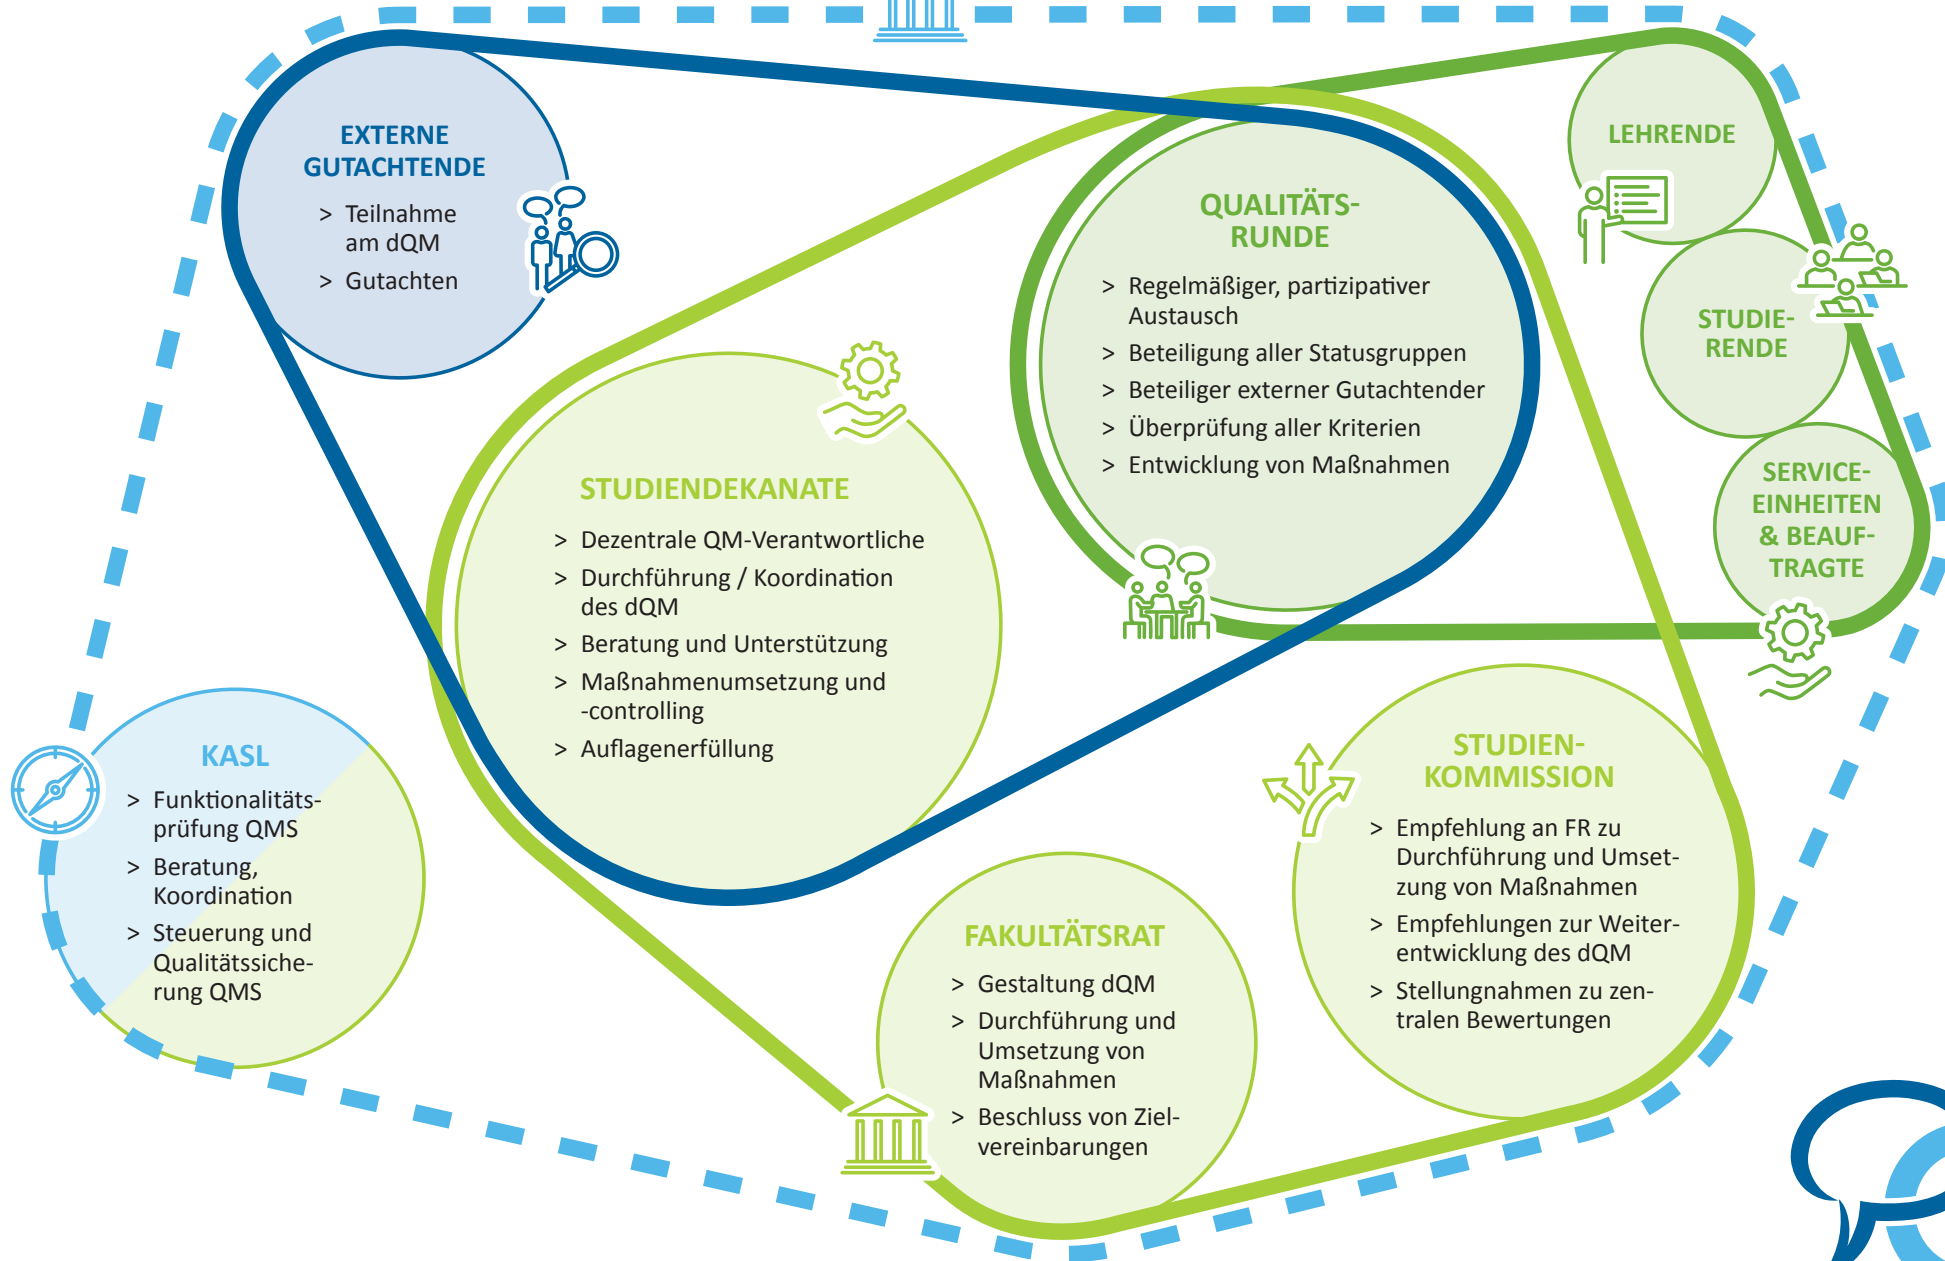 EXTERNE
GUTACHTENDE
> Teilnahme
am dQM
> Gutachten
QUALITÄTS-
RUNDE
> Regelmäßiger, partizipativer
Austausch
> Beteiligung aller Statusgruppen
> Beteiliger externer Gutachtender
> Überprüfung aller Kriterien
> Entwicklung von Maßnahmen
LEHRENDE
STUDIE-
RENDE
SERVICE-
EINHEITEN
& BEAUF-
TRAGTE
STUDIENDEKANATE
> Dezentrale QM-Verantwortliche
> Durchführung / Koordination
des dQM
> Beratung und Unterstützung
> Maßnahmenumsetzung und
-controlling
> Auflagenerfüllung
KASL
> Funktionalitäts-
prüfung QMS
> Beratung,
Koordination
> Steuerung und
Qualitätssiche-
rung QMS
STUDIEN-
KOMMISSION
> Empfehlung an FR zu
Durchführung und Umset-
zung von Maßnahmen
> Empfehlungen zur Weiter-
entwicklung des dQM
> Stellungnahmen zu zen-
tralen Bewertungen
FAKULTÄTSRAT
> Gestaltung dQM
> Durchführung und
Umsetzung von
Maßnahmen
> Beschluss von Ziel-
vereinbarungen